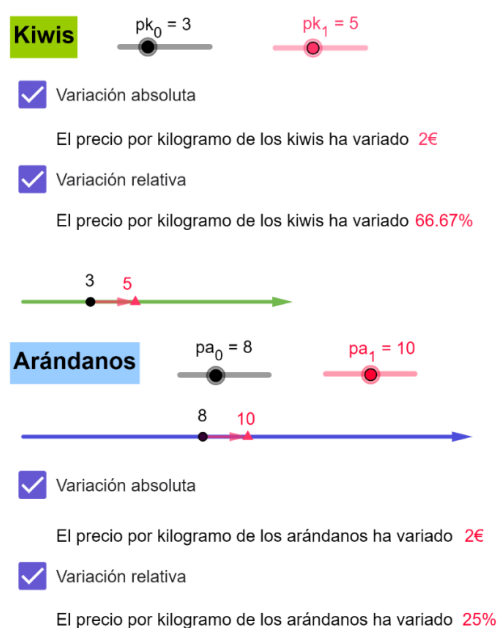 Kiwis
pk₀ = 3
pk₁ = 5
Variación absoluta
El precio por kilogramo de los kiwis ha variado 2€
Variación relativa
El precio por kilogramo de los kiwis ha variado 66.67%
3 5
Arándanos
pa₀ = 8
pa₁ = 10
8 10
Variación absoluta
El precio por kilogramo de los arándanos ha variado 2€
Variación relativa
El precio por kilogramo de los arándanos ha variado 25%